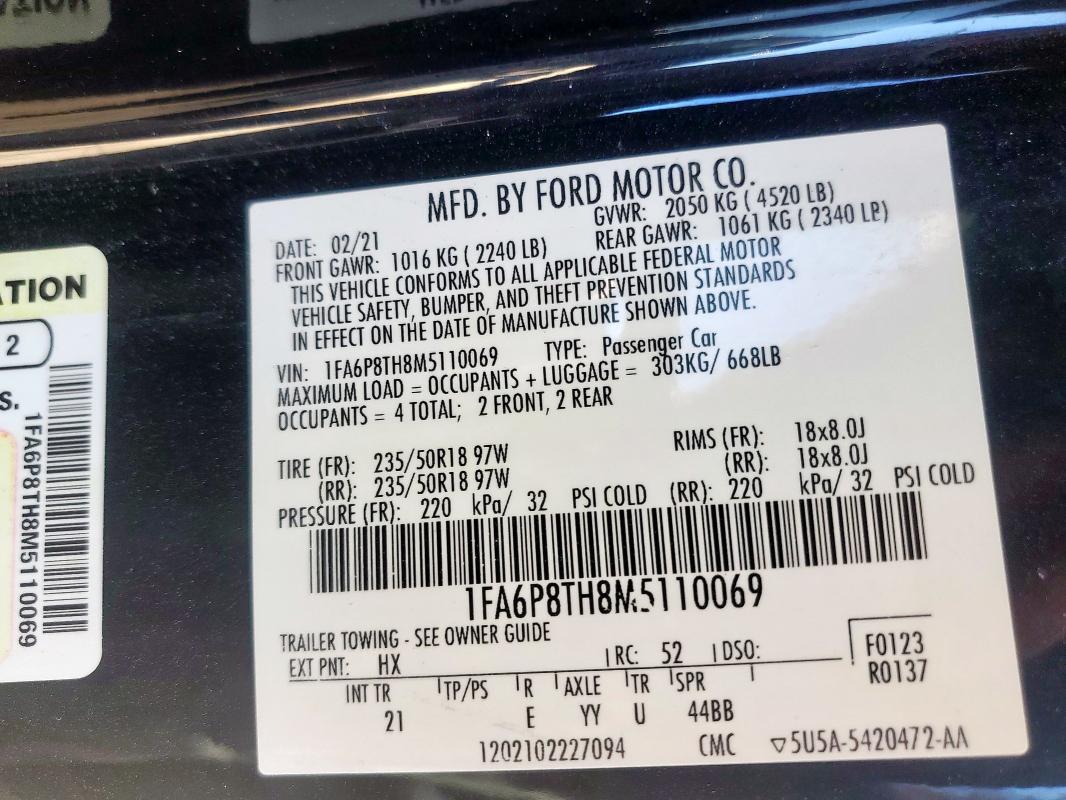 MFD. BY FORD MOTOR CO.
DATE: 02/21 GVWR: 2050 KG ( 4520 LB)
FRONT GAWR: 1016 KG ( 2240 LB) REAR GAWR: 1061 KG ( 2340 LB)
THIS VEHICLE CONFORMS TO ALL APPLICABLE FEDERAL MOTOR
VEHICLE SAFETY, BUMPER, AND THEFT PREVENTION STANDARDS
IN EFFECT ON THE DATE OF MANUFACTURE SHOWN ABOVE.
VIN: 1FA6P8TH8M5110069 TYPE: Passenger Car
MAXIMUM LOAD = OCCUPANTS + LUGGAGE = 303KG/ 668LB
OCCUPANTS = 4 TOTAL; 2 FRONT, 2 REAR
TIRE (FR): 235/50R18 97W RIMS (FR): 18x8.0J
(RR): 235/50R18 97W (RR): 18x8.0J
PRESSURE (FR): 220 kPa/ 32 PSI COLD (RR): 220 kPa/ 32 PSI COLD
1FA6P8TH8M5110069
TRAILER TOWING - SEE OWNER GUIDE
EXT PNT: HX RC: 52 DSO: F0123
R0137
INT TR TP/PS R AXLE TR SPR
21 E YY U 44BB
1202102227094 CMC ▽5U5A-5420472-AA
ATION
2
S.
1FA6P8TH8M5110069